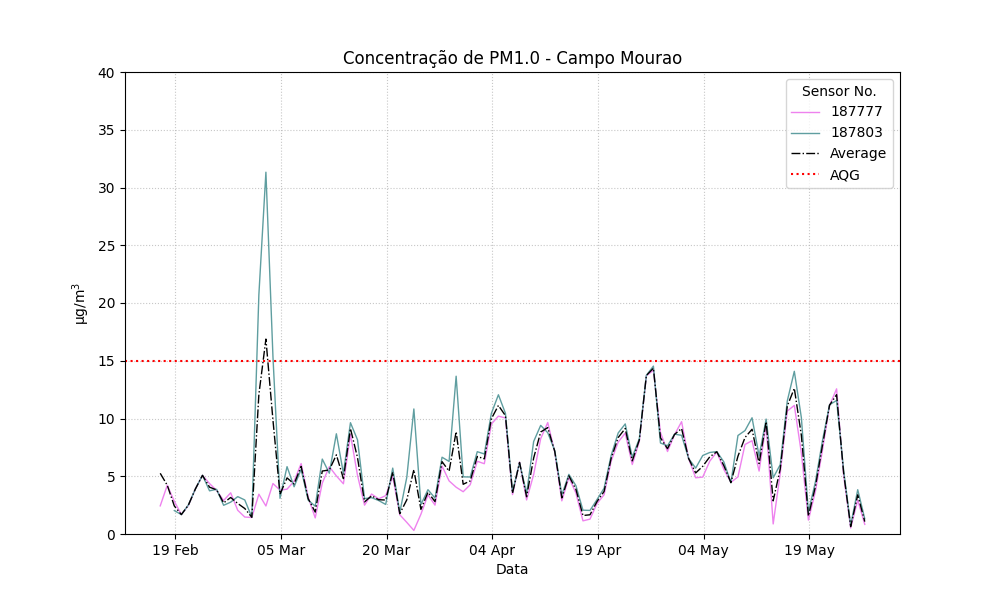 Concentração de PM1.0 - Campo Mourao
40
35
30
25
20
15
10
5
0
µg/m³
Sensor No.
187777
187803
Average
AQG
19 Feb
05 Mar
20 Mar
04 Apr
19 Apr
04 May
19 May
Data